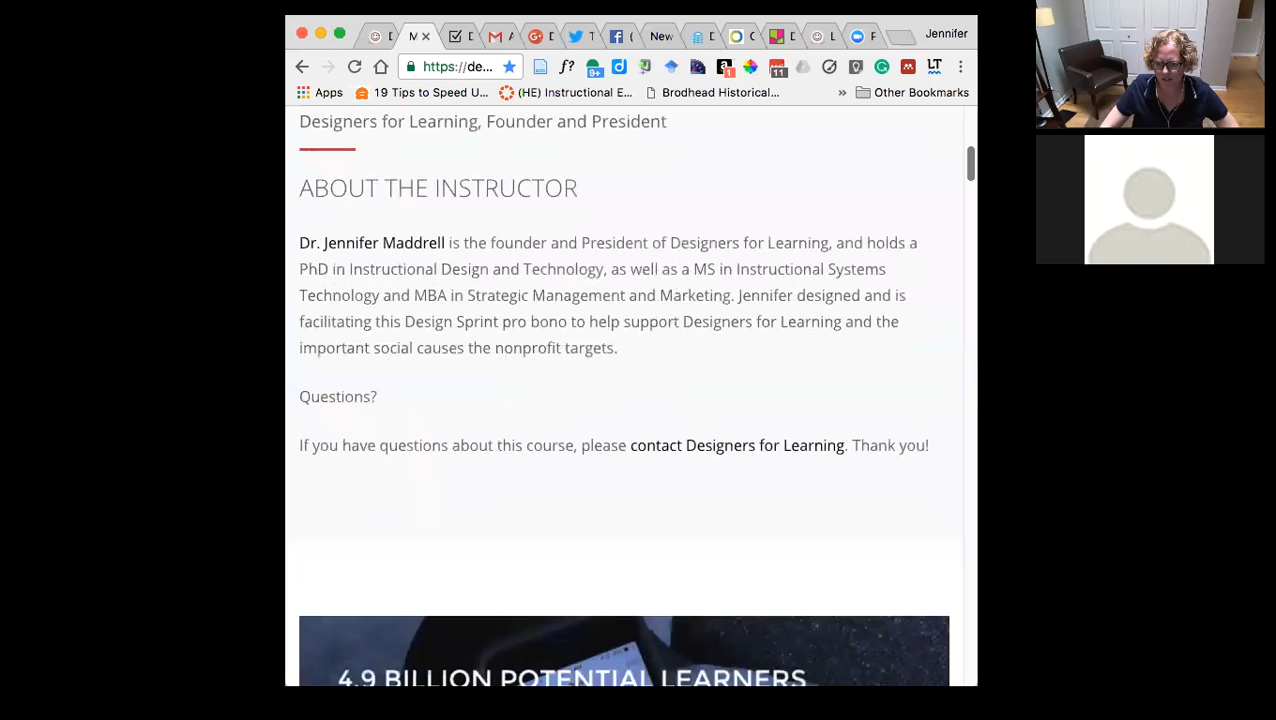 M
New
Jennifer
https://de...
f?
9+
1
11
LT
Apps
19 Tips to Speed U...
(HE) Instructional E...
Brodhead Historical...
»
Other Bookmarks
Designers for Learning, Founder and President
ABOUT THE INSTRUCTOR
Dr. Jennifer Maddrell is the founder and President of Designers for Learning, and holds a
PhD in Instructional Design and Technology, as well as a MS in Instructional Systems
Technology and MBA in Strategic Management and Marketing. Jennifer designed and is
facilitating this Design Sprint pro bono to help support Designers for Learning and the
important social causes the nonprofit targets.
Questions?
If you have questions about this course, please contact Designers for Learning. Thank you!
4.9 BILLION POTENTIAL LEARNERS